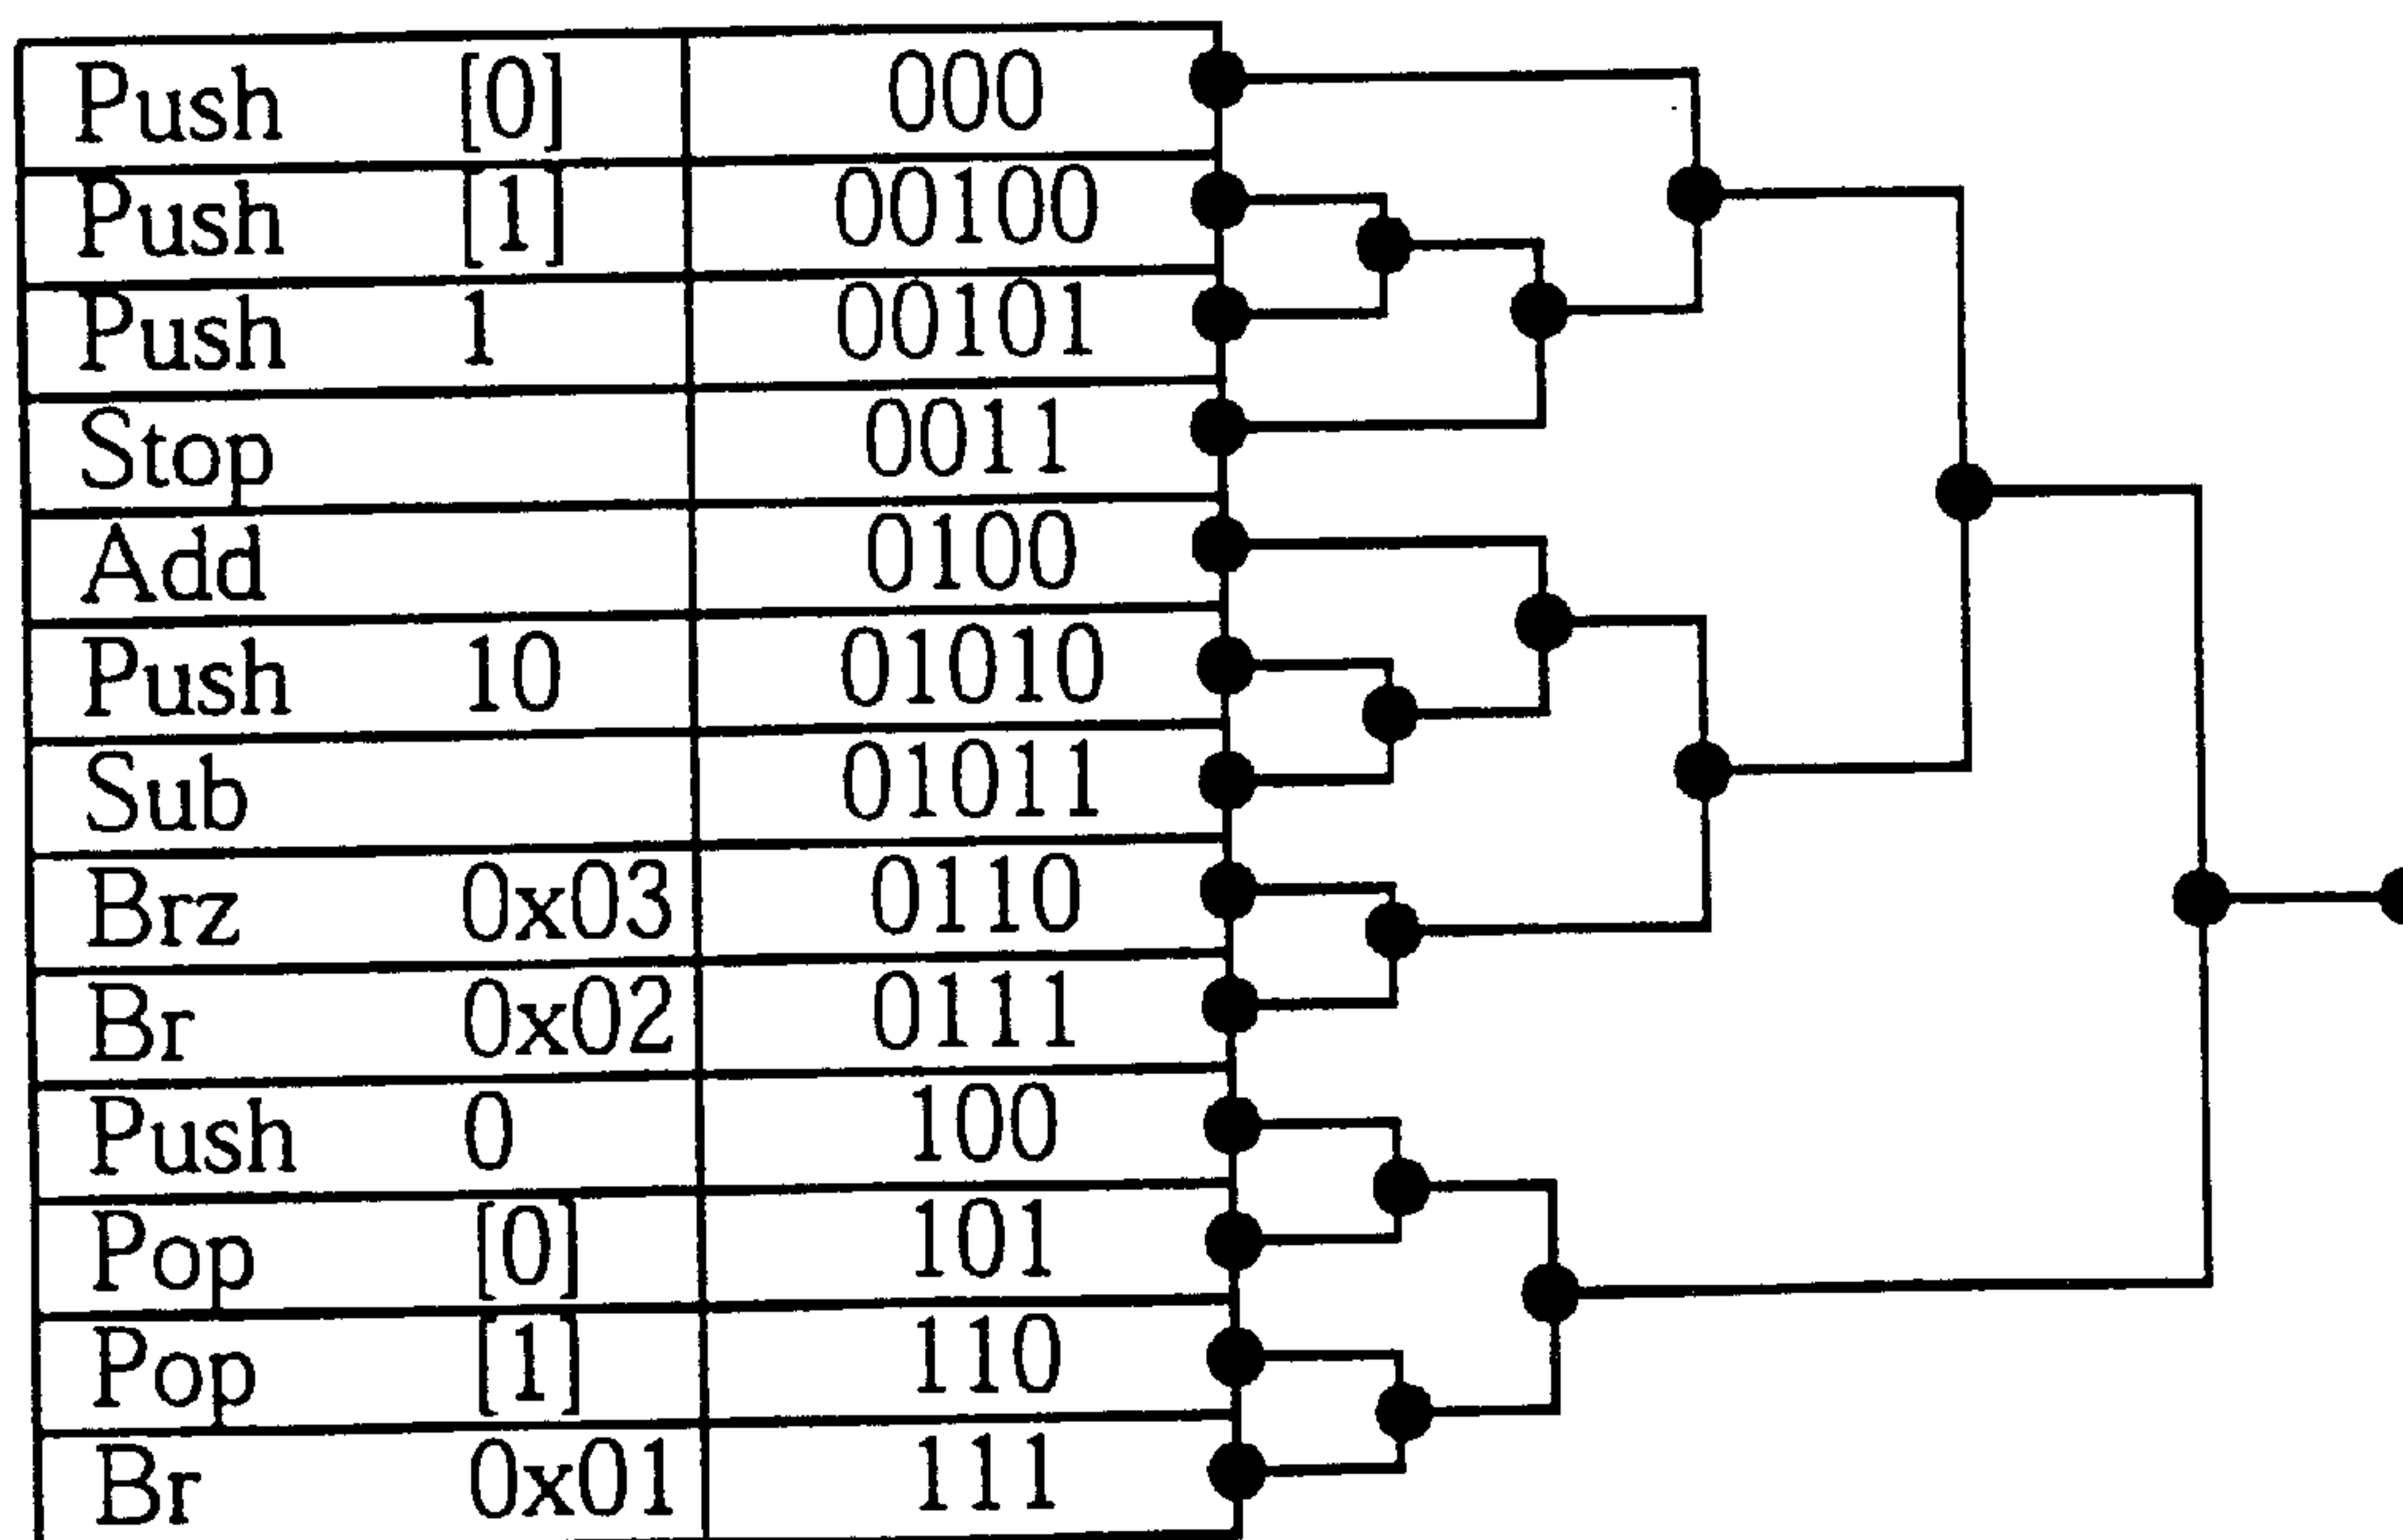 Push [0] 000
Push [1] 00100
Push 1 00101
Stop 0011
Add 0100
Push 10 01010
Sub 01011
Brz 0x03 0110
Br 0x02 0111
Push 0 100
Pop [0] 101
Pop [1] 110
Br 0x01 111